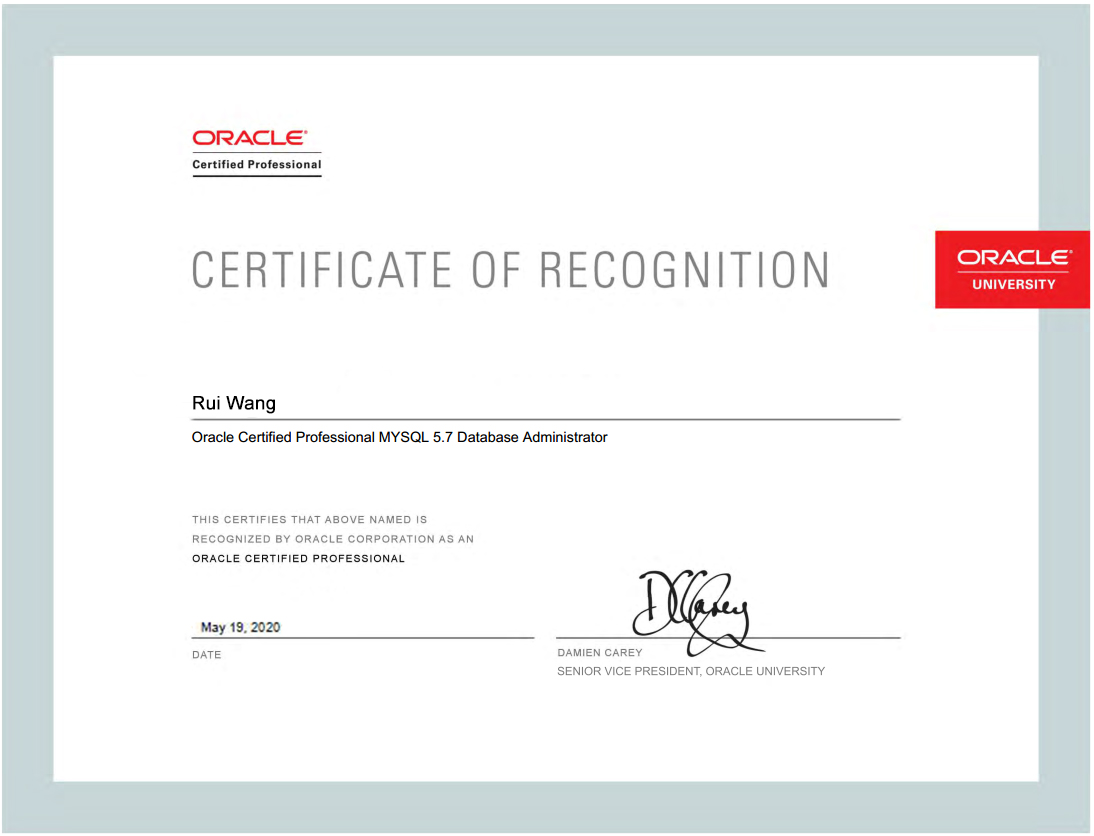 ORACLE®
Certified Professional
CERTIFICATE OF RECOGNITION
ORACLE®
UNIVERSITY
Rui Wang
Oracle Certified Professional MYSQL 5.7 Database Administrator
THIS CERTIFIES THAT ABOVE NAMED IS
RECOGNIZED BY ORACLE CORPORATION AS AN
ORACLE CERTIFIED PROFESSIONAL
May 19, 2020
DATE
DCCarey
DAMIEN CAREY
SENIOR VICE PRESIDENT, ORACLE UNIVERSITY